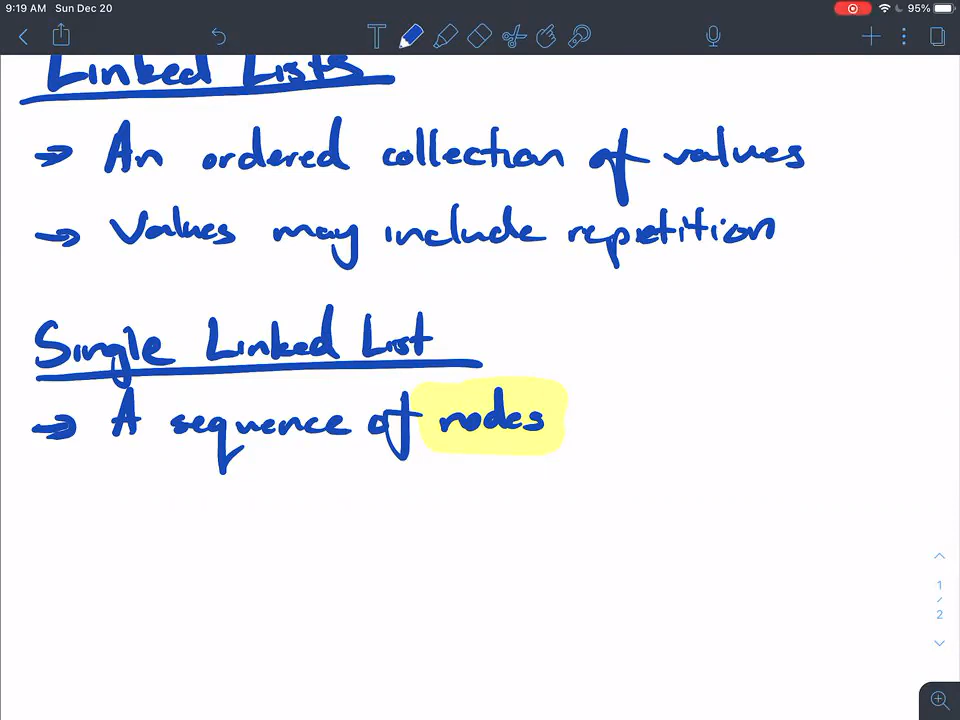 9:19 AM Sun Dec 20 95%
Linked Lists
→ An ordered collection of values
→ Values may include repetition
Single Linked List
→ A sequence of nodes
1
/
2